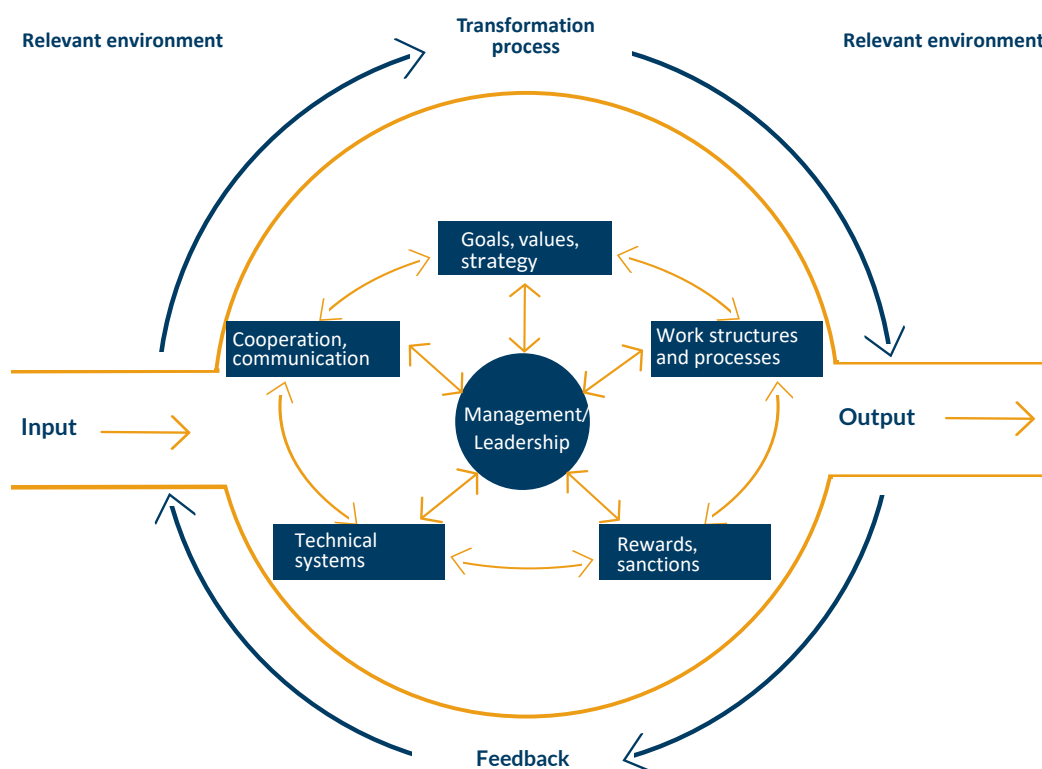 Relevant environment
Transformation
process
Relevant environment
Goals, values,
strategy
Cooperation,
communication
Work structures
and processes
Management/
Leadership
Input
Output
Technical
systems
Rewards,
sanctions
Feedback